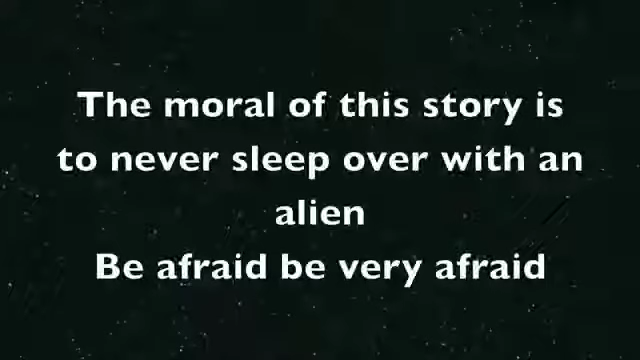 The moral of this story is
to never sleep over with an
alien
Be afraid be very afraid